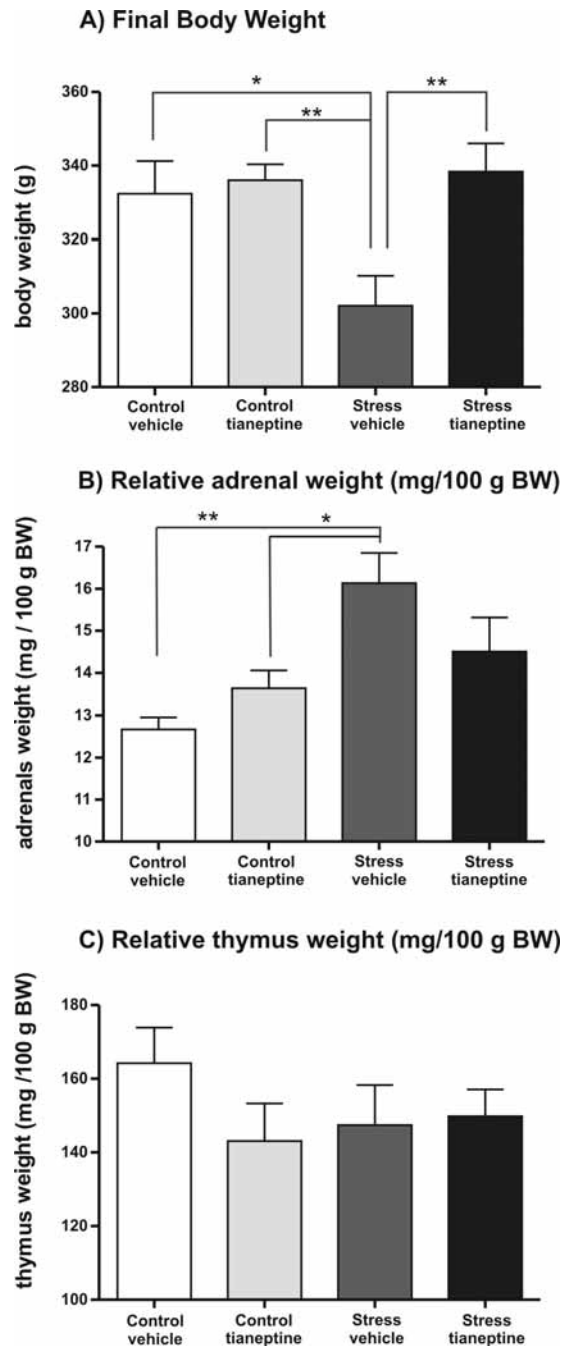 A) Final Body Weight
* ** **
body weight (g)
360
340
320
300
280
Control vehicle
Control tianeptine
Stress vehicle
Stress tianeptine
B) Relative adrenal weight (mg/100 g BW)
** *
adrenals weight (mg / 100 g BW)
17
16
15
14
13
12
11
10
Control vehicle
Control tianeptine
Stress vehicle
Stress tianeptine
C) Relative thymus weight (mg/100 g BW)
thymus weight (mg /100 g BW)
180
160
140
120
100
Control vehicle
Control tianeptine
Stress vehicle
Stress tianeptine